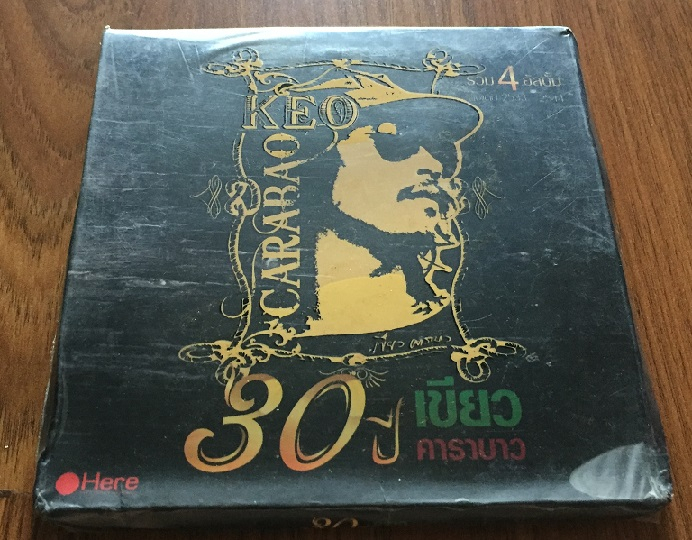 รวม 4 อัลบั้ม
KEO
CARABAO
30 ปี
เขียว
คาราบาว
Here